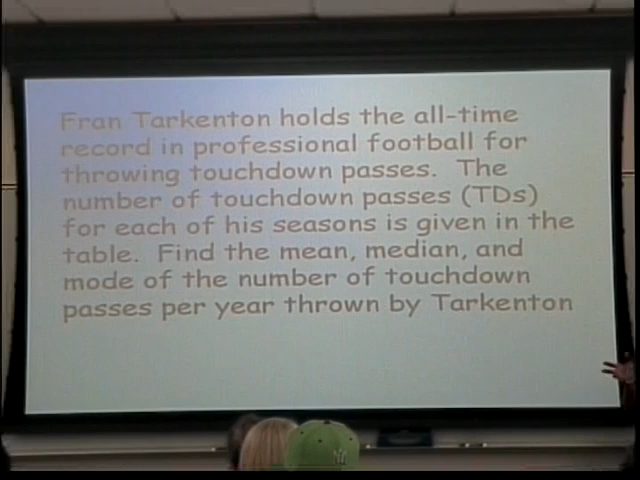 Fran Tarkenton holds the all-time
record in professional football for
throwing touchdown passes. The
number of touchdown passes (TDs)
for each of his seasons is given in the
table. Find the mean, median, and
mode of the number of touchdown
passes per year thrown by Tarkenton
NY